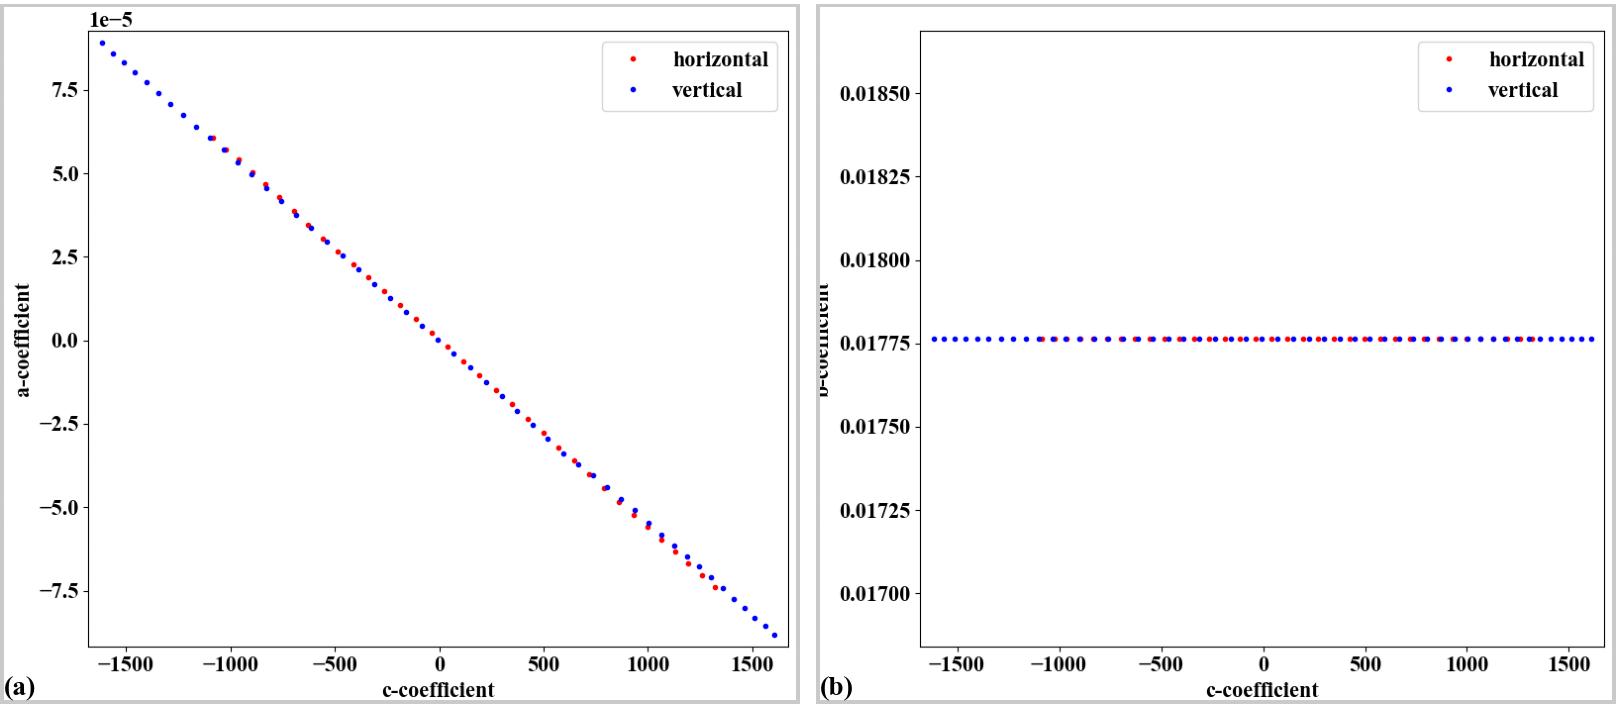 1e−5
horizontal
vertical
7.5
5.0
2.5
0.0
−2.5
−5.0
−7.5
a-coefficient
−1500 −1000 −500 0 500 1000 1500
c-coefficient
(a)
horizontal
vertical
0.01850
0.01825
0.01800
0.01775
0.01750
0.01725
0.01700
b-coefficient
−1500 −1000 −500 0 500 1000 1500
c-coefficient
(b)